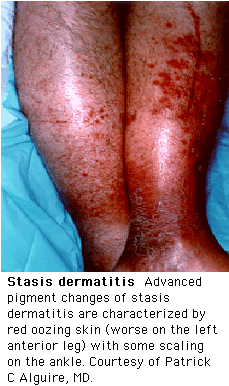 Stasis dermatitis Advanced
pigment changes of stasis
dermatitis are characterized by
red oozing skin (worse on the left
anterior leg) with some scaling
on the ankle. Courtesy of Patrick
C Alguire, MD.